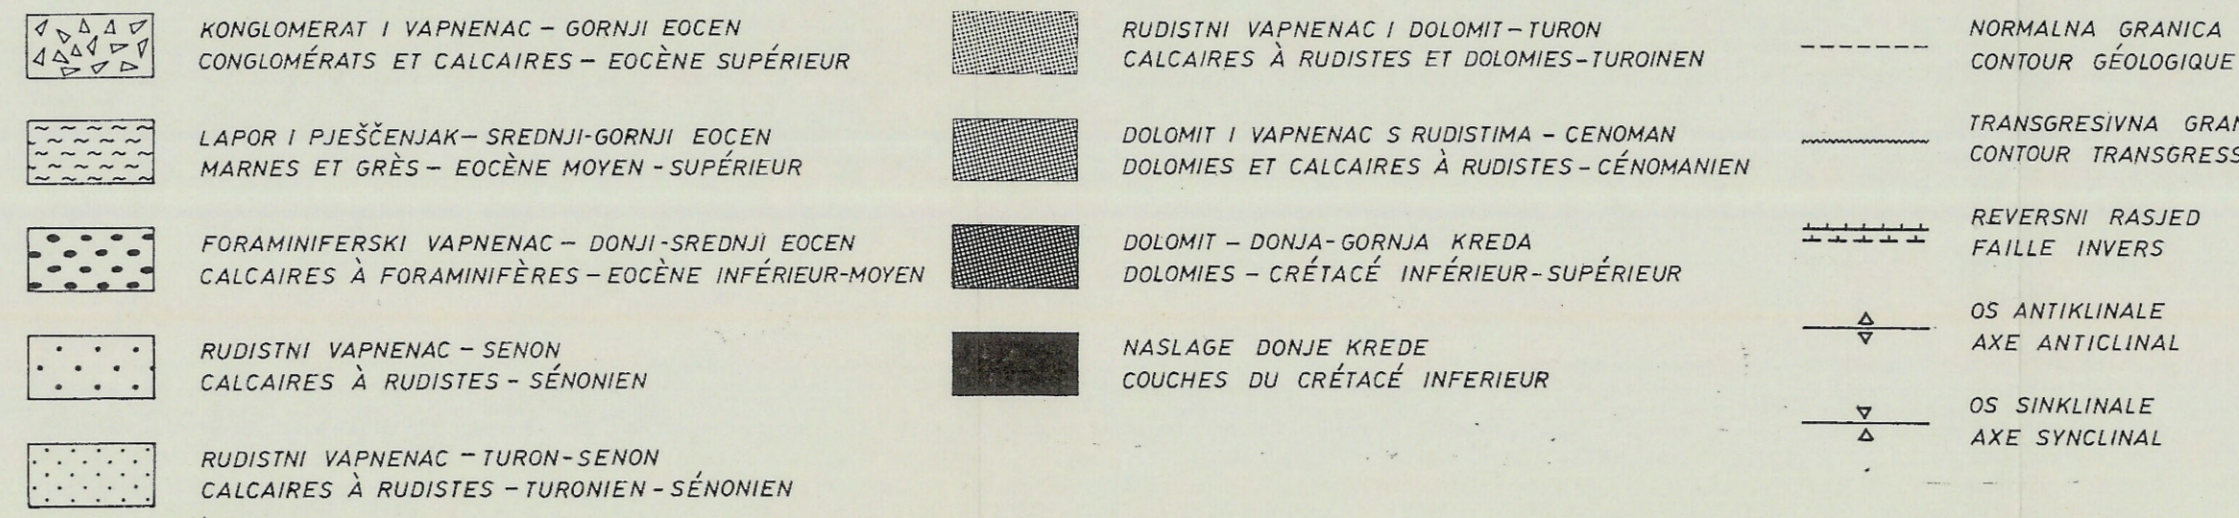 KONGLOMERAT I VAPNENAC – GORNJI EOCEN
CONGLOMÉRATS ET CALCAIRES – EOCÈNE SUPÉRIEUR
LAPOR I PJEŠČENJAK – SREDNJI-GORNJI EOCEN
MARNES ET GRÈS – EOCÈNE MOYEN - SUPÉRIEUR
FORAMINIFERSKI VAPNENAC – DONJI-SREDNJI EOCEN
CALCAIRES À FORAMINIFÈRES – EOCÈNE INFÉRIEUR-MOYEN
RUDISTNI VAPNENAC – SENON
CALCAIRES À RUDISTES - SÉNONIEN
RUDISTNI VAPNENAC – TURON-SENON
CALCAIRES À RUDISTES – TURONIEN - SÉNONIEN
RUDISTNI VAPNENAC I DOLOMIT – TURON
CALCAIRES À RUDISTES ET DOLOMIES – TUROINEN
DOLOMIT I VAPNENAC S RUDISTIMA – CENOMAN
DOLOMIES ET CALCAIRES À RUDISTES – CÉNOMANIEN
DOLOMIT – DONJA-GORNJA KREDA
DOLOMIES – CRÉTACÉ INFÉRIEUR - SUPÉRIEUR
NASLAGE DONJE KREDE
COUCHES DU CRÉTACÉ INFERIEUR
NORMALNA GRANICA
CONTOUR GÉOLOGIQUE
TRANSGRESIVNA GRAN
CONTOUR TRANSGRESS
REVERSNI RASJED
FAILLE INVERS
OS ANTIKLINALE
AXE ANTICLINAL
OS SINKLINALE
AXE SYNCLINAL